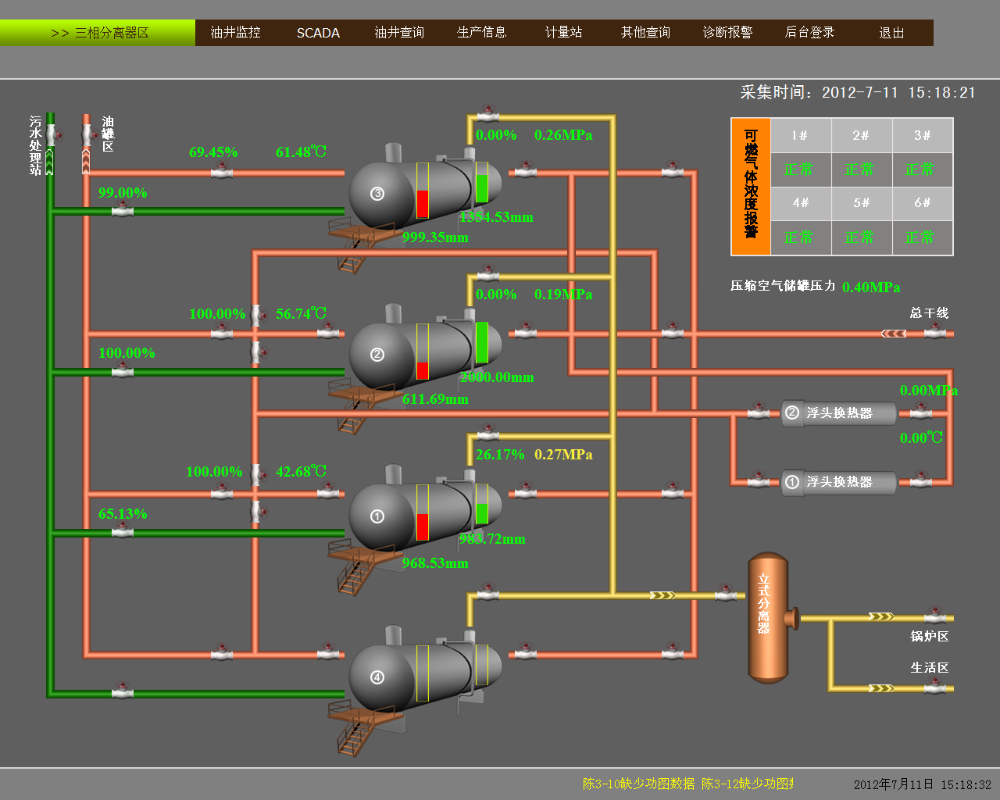 >> 三相分离器区
油井监控
SCADA
油井查询
生产信息
计量站
其他查询
诊断报警
后台登录
退出
采集时间: 2012-7-11 15:18:21
污水处理站
油罐区
可燃气体浓度报警
1# 2# 3#
正常 正常 正常
4# 5# 6#
正常 正常 正常
压缩空气储罐压力 0.40MPa
总干线
69.45% 61.48℃
0.00% 0.26MPa
99.00%
③
1354.53mm
999.35mm
0.00% 0.19MPa
100.00% 56.74℃
100.00%
②
2000.00mm
611.69mm
0.00MPa
② 浮头换热器
0.00℃
26.17% 0.27MPa
100.00% 42.68℃
① 浮头换热器
65.13%
①
983.72mm
968.53mm
立式分离器
锅炉区
生活区
④
陈3-10缺少功图数据 陈3-12缺少功图
2012年7月11日 15:18:32